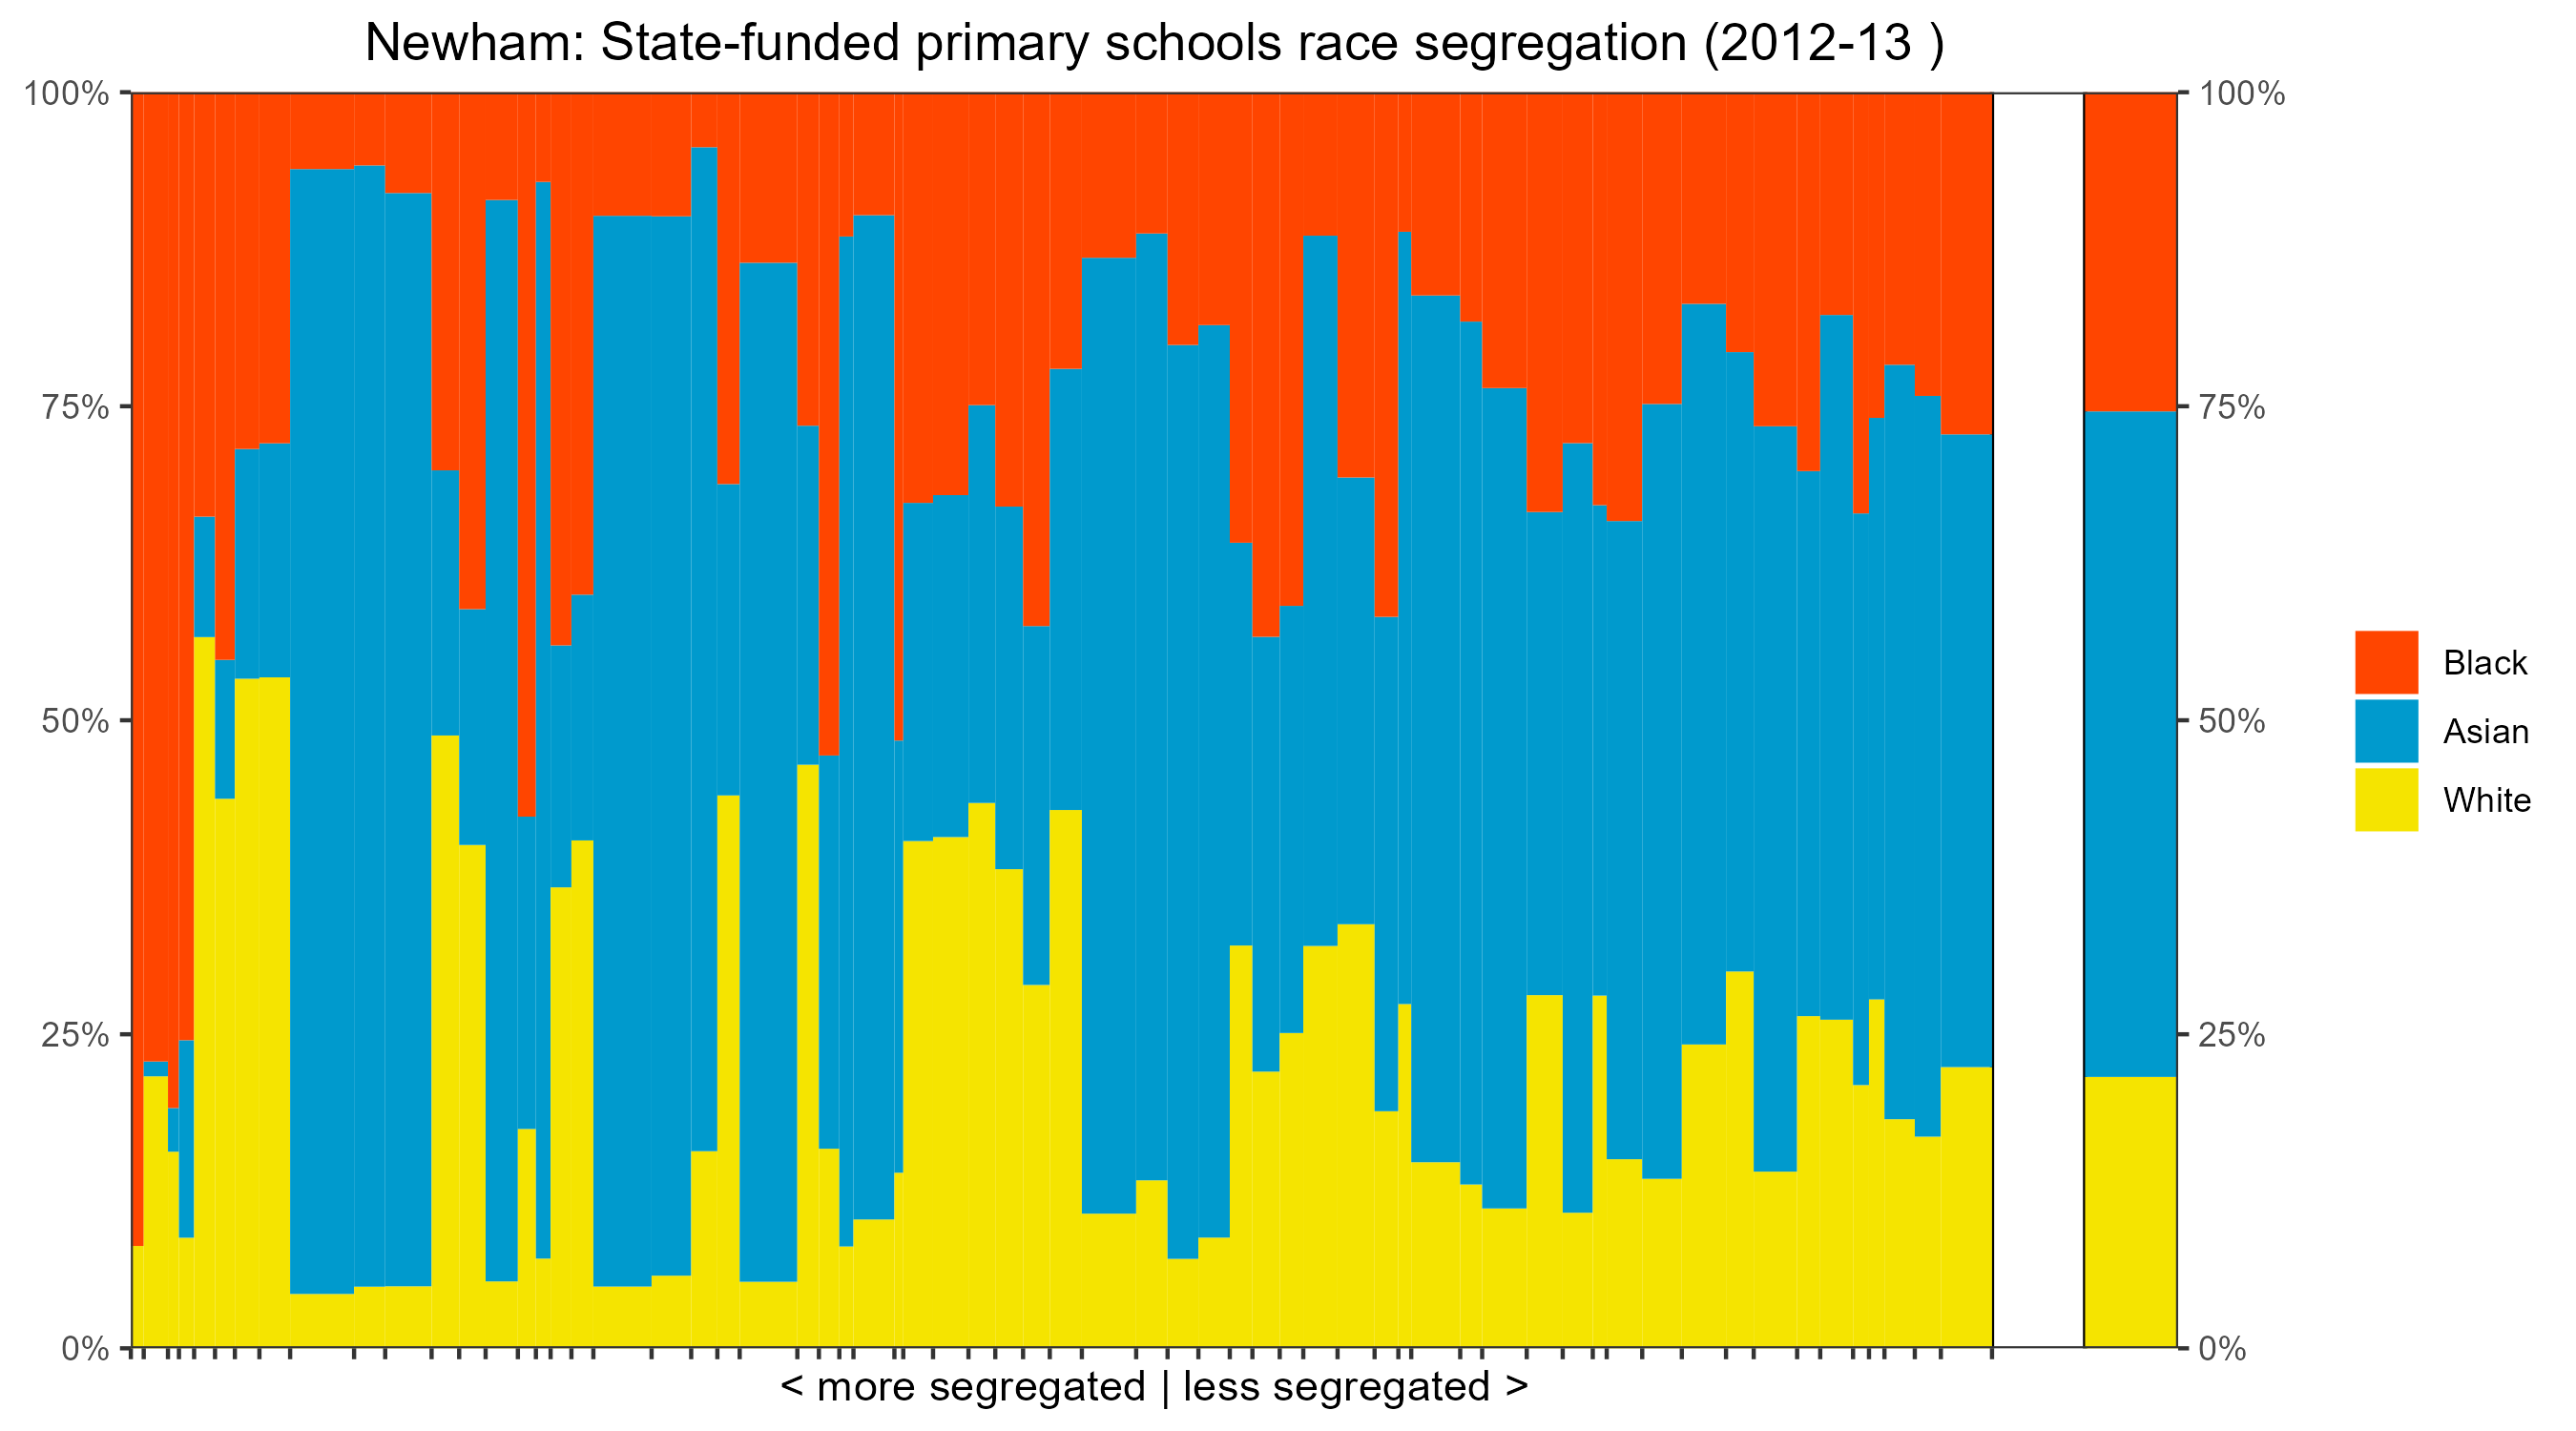 Newham: State-funded primary schools race segregation (2012-13 )
100%
75%
50%
25%
0%
100%
75%
50%
25%
0%
Black
Asian
White
< more segregated | less segregated >